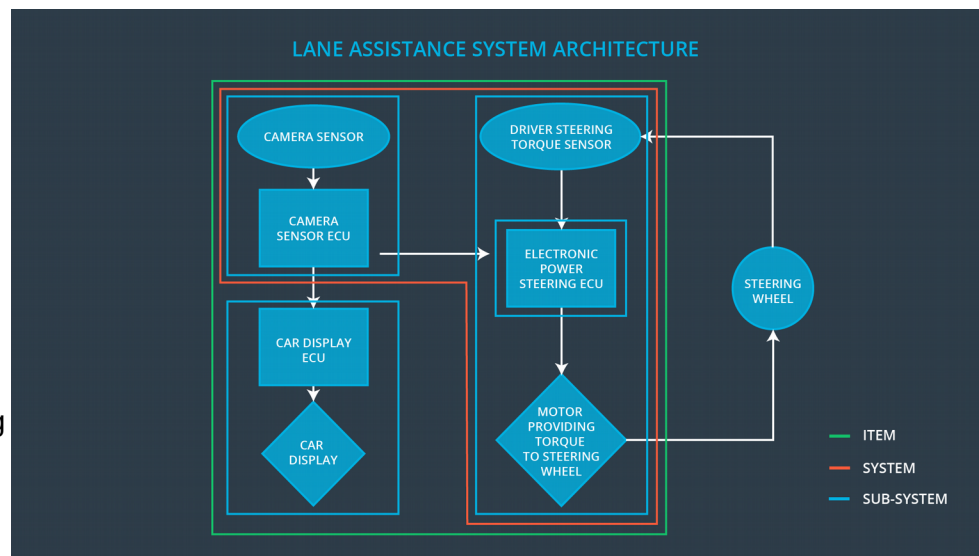 LANE ASSISTANCE SYSTEM ARCHITECTURE
CAMERA SENSOR
CAMERA
SENSOR ECU
CAR DISPLAY
ECU
CAR
DISPLAY
DRIVER STEERING
TORQUE SENSOR
ELECTRONIC
POWER
STEERING ECU
MOTOR
PROVIDING
TORQUE
TO STEERING
WHEEL
STEERING
WHEEL
g
ITEM
SYSTEM
SUB-SYSTEM